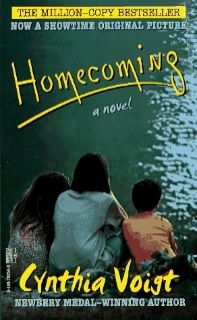 THE MILLION-COPY BESTSELLER
NOW A SHOWTIME ORIGINAL PICTURE
Homecoming
a novel
Cynthia Voigt
NEWBERY MEDAL-WINNING AUTHOR